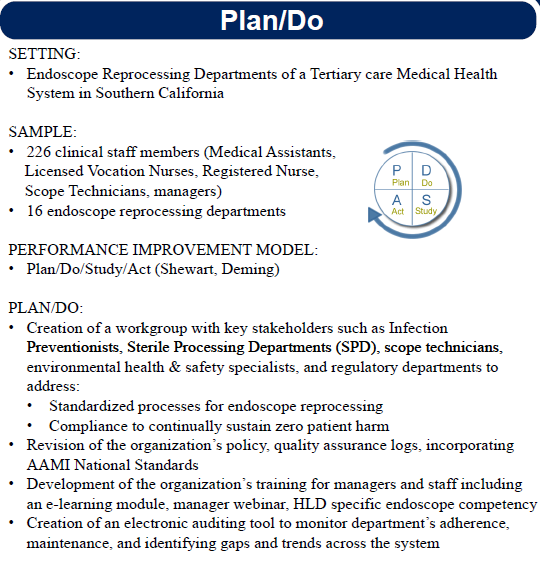 Plan/Do
SETTING:
• Endoscope Reprocessing Departments of a Tertiary care Medical Health
System in Southern California
SAMPLE:
• 226 clinical staff members (Medical Assistants,
Licensed Vocation Nurses, Registered Nurse,
Scope Technicians, managers)
• 16 endoscope reprocessing departments
P D
Plan Do
A S
Act Study
PERFORMANCE IMPROVEMENT MODEL:
• Plan/Do/Study/Act (Shewart, Deming)
PLAN/DO:
• Creation of a workgroup with key stakeholders such as Infection
Preventionists, Sterile Processing Departments (SPD), scope technicians,
environmental health & safety specialists, and regulatory departments to
address:
• Standardized processes for endoscope reprocessing
• Compliance to continually sustain zero patient harm
• Revision of the organization's policy, quality assurance logs, incorporating
AAMI National Standards
• Development of the organization's training for managers and staff including
an e-learning module, manager webinar, HLD specific endoscope competency
• Creation of an electronic auditing tool to monitor department's adherence,
maintenance, and identifying gaps and trends across the system